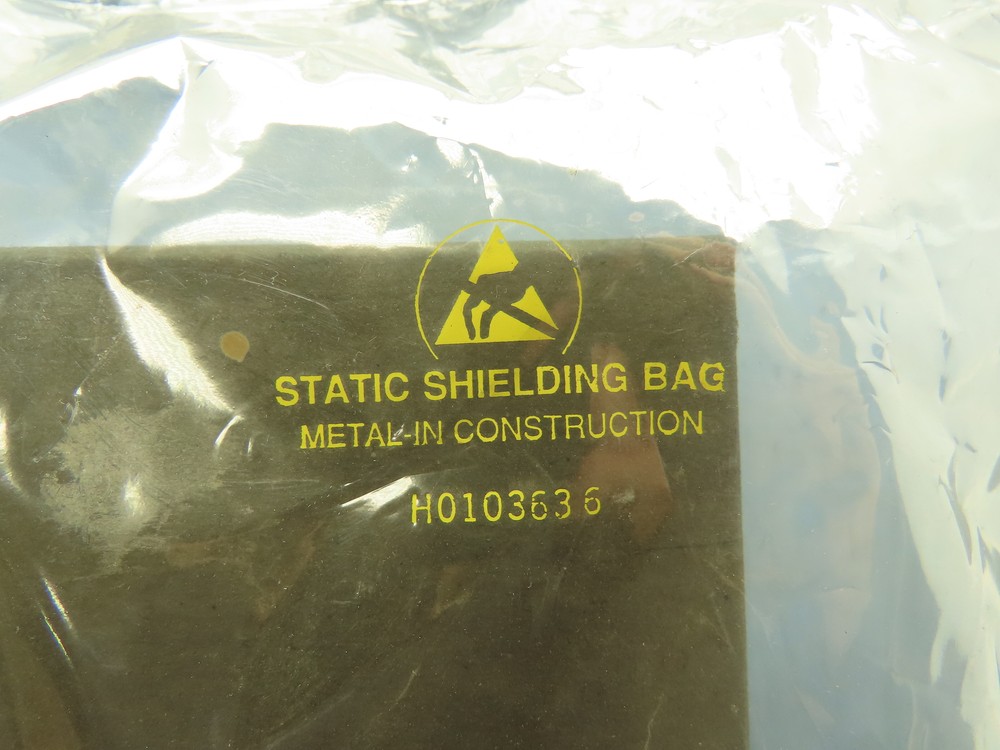 STATIC SHIELDING BAG
METAL-IN CONSTRUCTION
H0103636